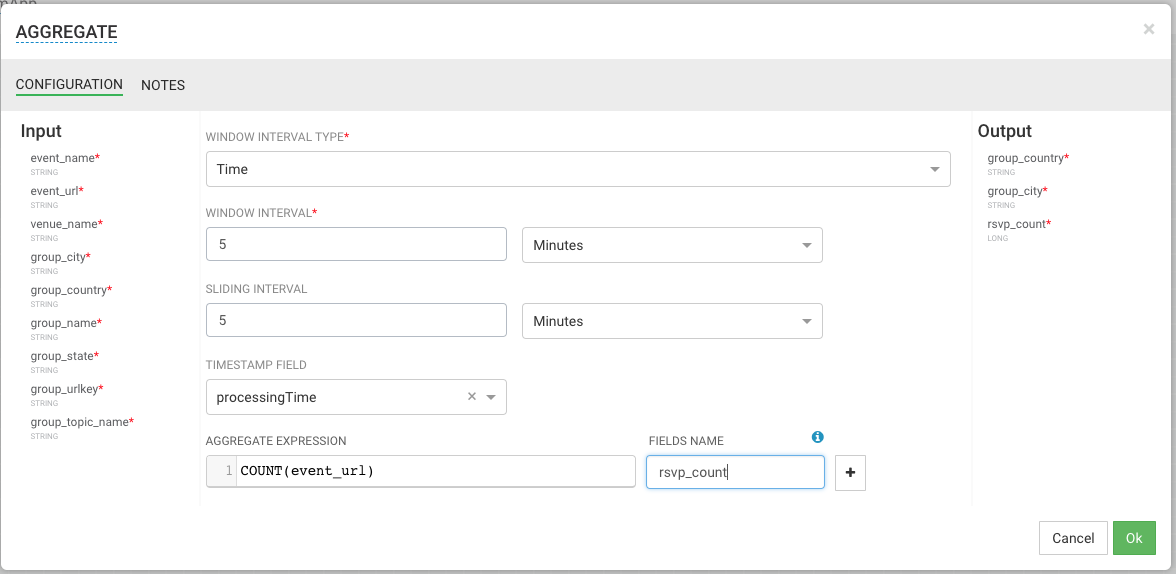 AGGREGATE
×
CONFIGURATION NOTES
Input
event_name*
STRING
event_url*
STRING
venue_name*
STRING
group_city*
STRING
group_country*
STRING
group_name*
STRING
group_state*
STRING
group_urlkey*
STRING
group_topic_name*
STRING
WINDOW INTERVAL TYPE*
Time
WINDOW INTERVAL*
5 Minutes
SLIDING INTERVAL
5 Minutes
TIMESTAMP FIELD
processingTime ×
AGGREGATE EXPRESSION FIELDS NAME
1 COUNT(event_url) rsvp_count +
Output
group_country*
STRING
group_city*
STRING
rsvp_count*
LONG
Cancel Ok